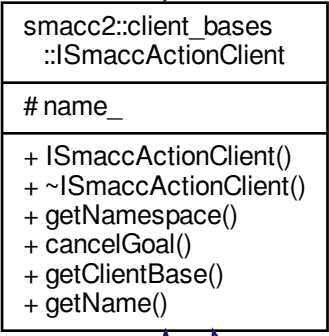 smacc2::client_bases
::ISmaccActionClient
# name_
+ ISmaccActionClient()
+ ~ISmaccActionClient()
+ getNamespace()
+ cancelGoal()
+ getClientBase()
+ getName()